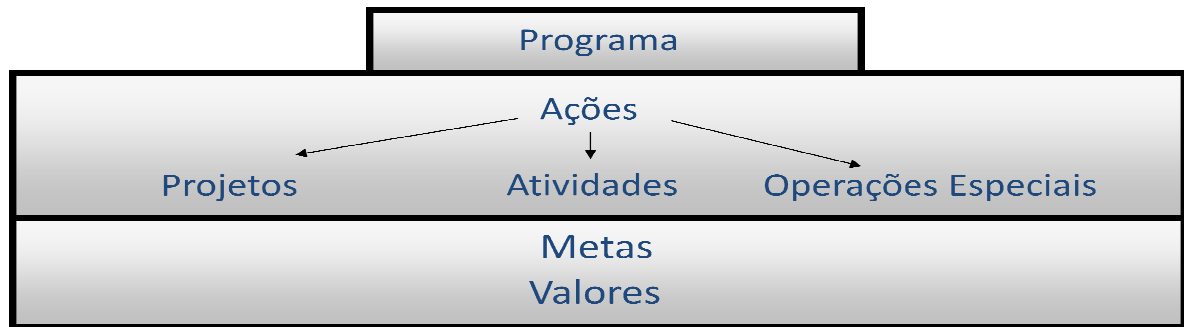 Programa
Ações
Projetos Atividades Operações Especiais
Metas
Valores